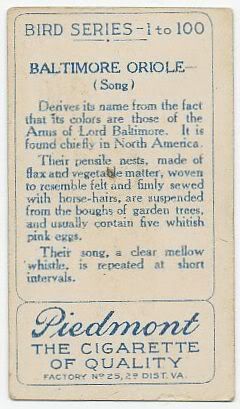 BIRD SERIES-1 to 100
BALTIMORE ORIOLE-
(Song)
Derives its name from the fact
that its colors are those of the
Arms of Lord Baltimore. It is
found chiefly in North America.
Their pensile nests, made of
flax and vegetable matter, woven
to resemble felt and funly sewed
with horse-hairs, are suspended
from the boughs of garden trees,
and usually contain five whitish
pink eggs.
Their song, a clear mellow
whistle, is repeated at short
intervals.
Piedmont
THE CIGARETTE
OF QUALITY
FACTORY No 25, 2D DIST. VA.